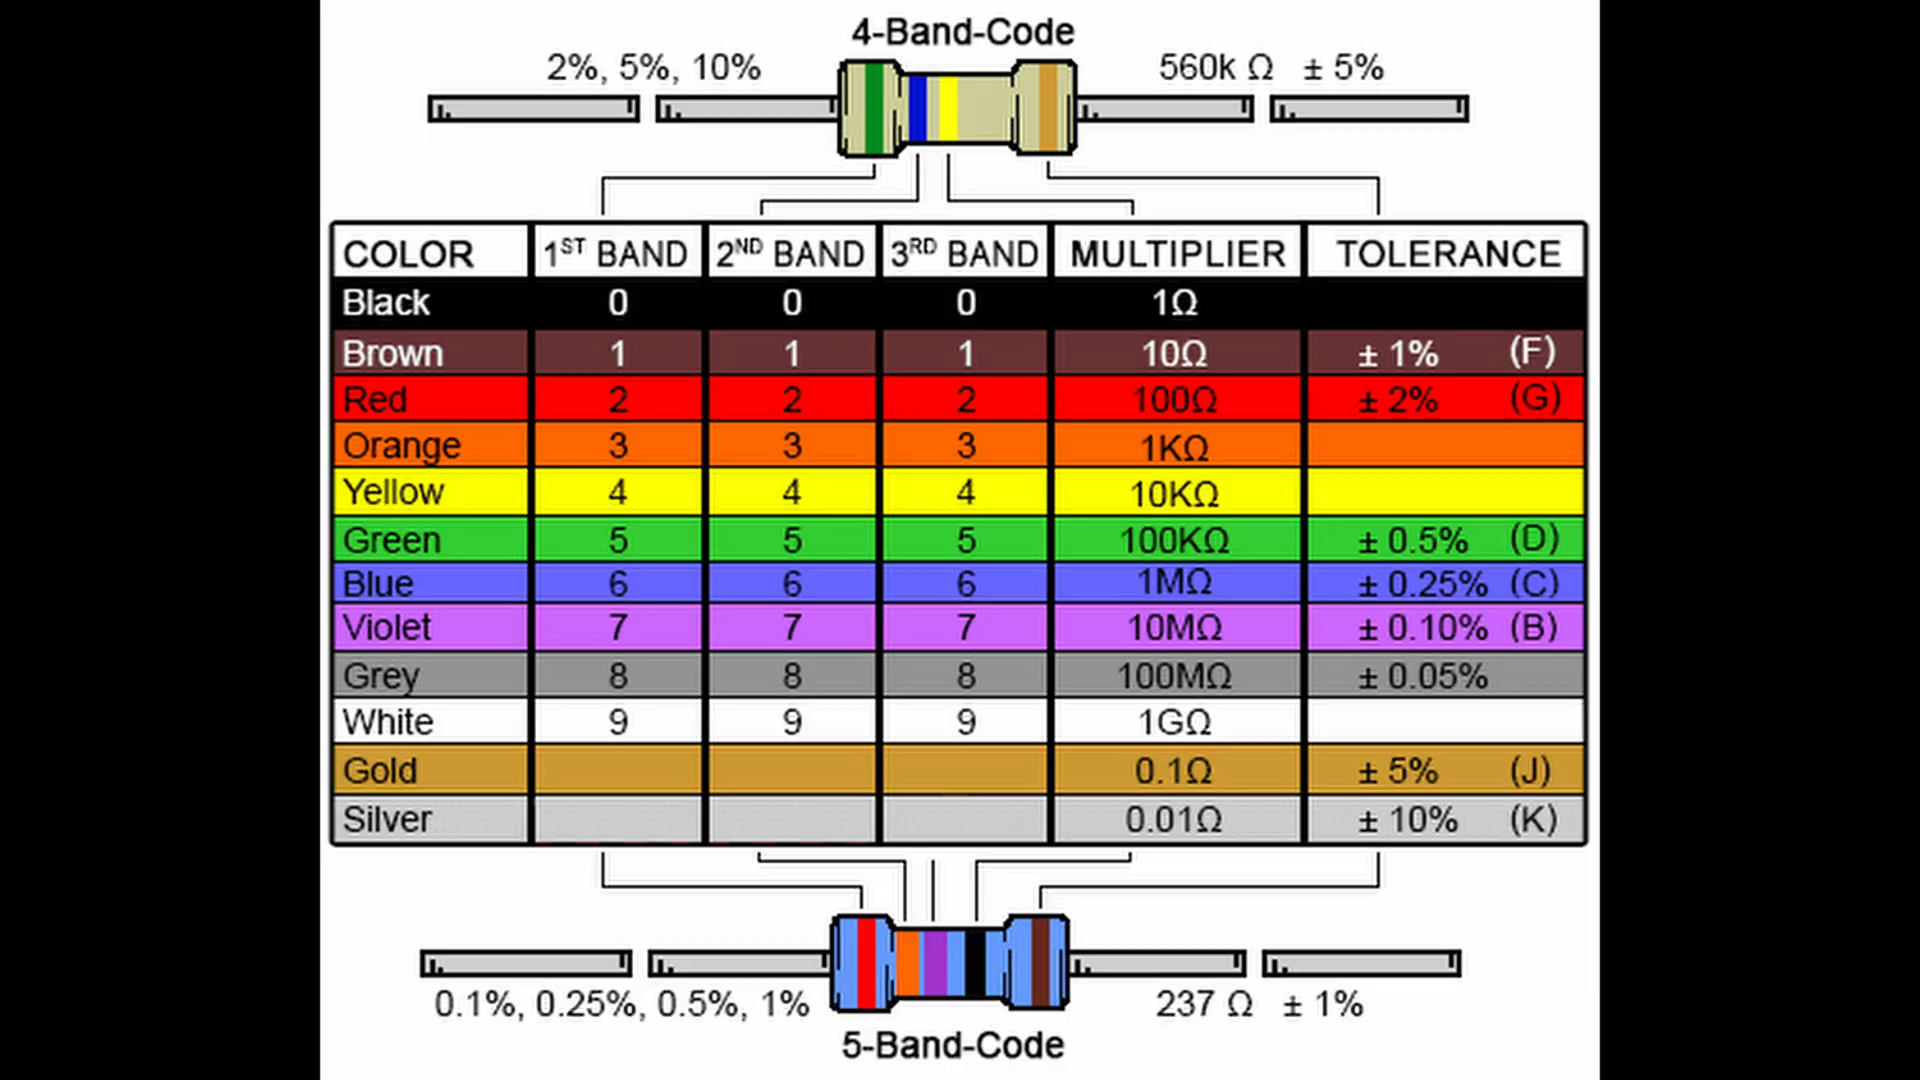 4-Band-Code
2%, 5%, 10%
560k Ω ± 5%
COLOR 1ST BAND 2ND BAND 3RD BAND MULTIPLIER TOLERANCE
Black 0 0 0 1Ω
Brown 1 1 1 10Ω ± 1% (F)
Red 2 2 2 100Ω ± 2% (G)
Orange 3 3 3 1KΩ
Yellow 4 4 4 10KΩ
Green 5 5 5 100KΩ ± 0.5% (D)
Blue 6 6 6 1MΩ ± 0.25% (C)
Violet 7 7 7 10MΩ ± 0.10% (B)
Grey 8 8 8 100MΩ ± 0.05%
White 9 9 9 1GΩ
Gold 0.1Ω ± 5% (J)
Silver 0.01Ω ± 10% (K)
0.1%, 0.25%, 0.5%, 1%
237 Ω ± 1%
5-Band-Code